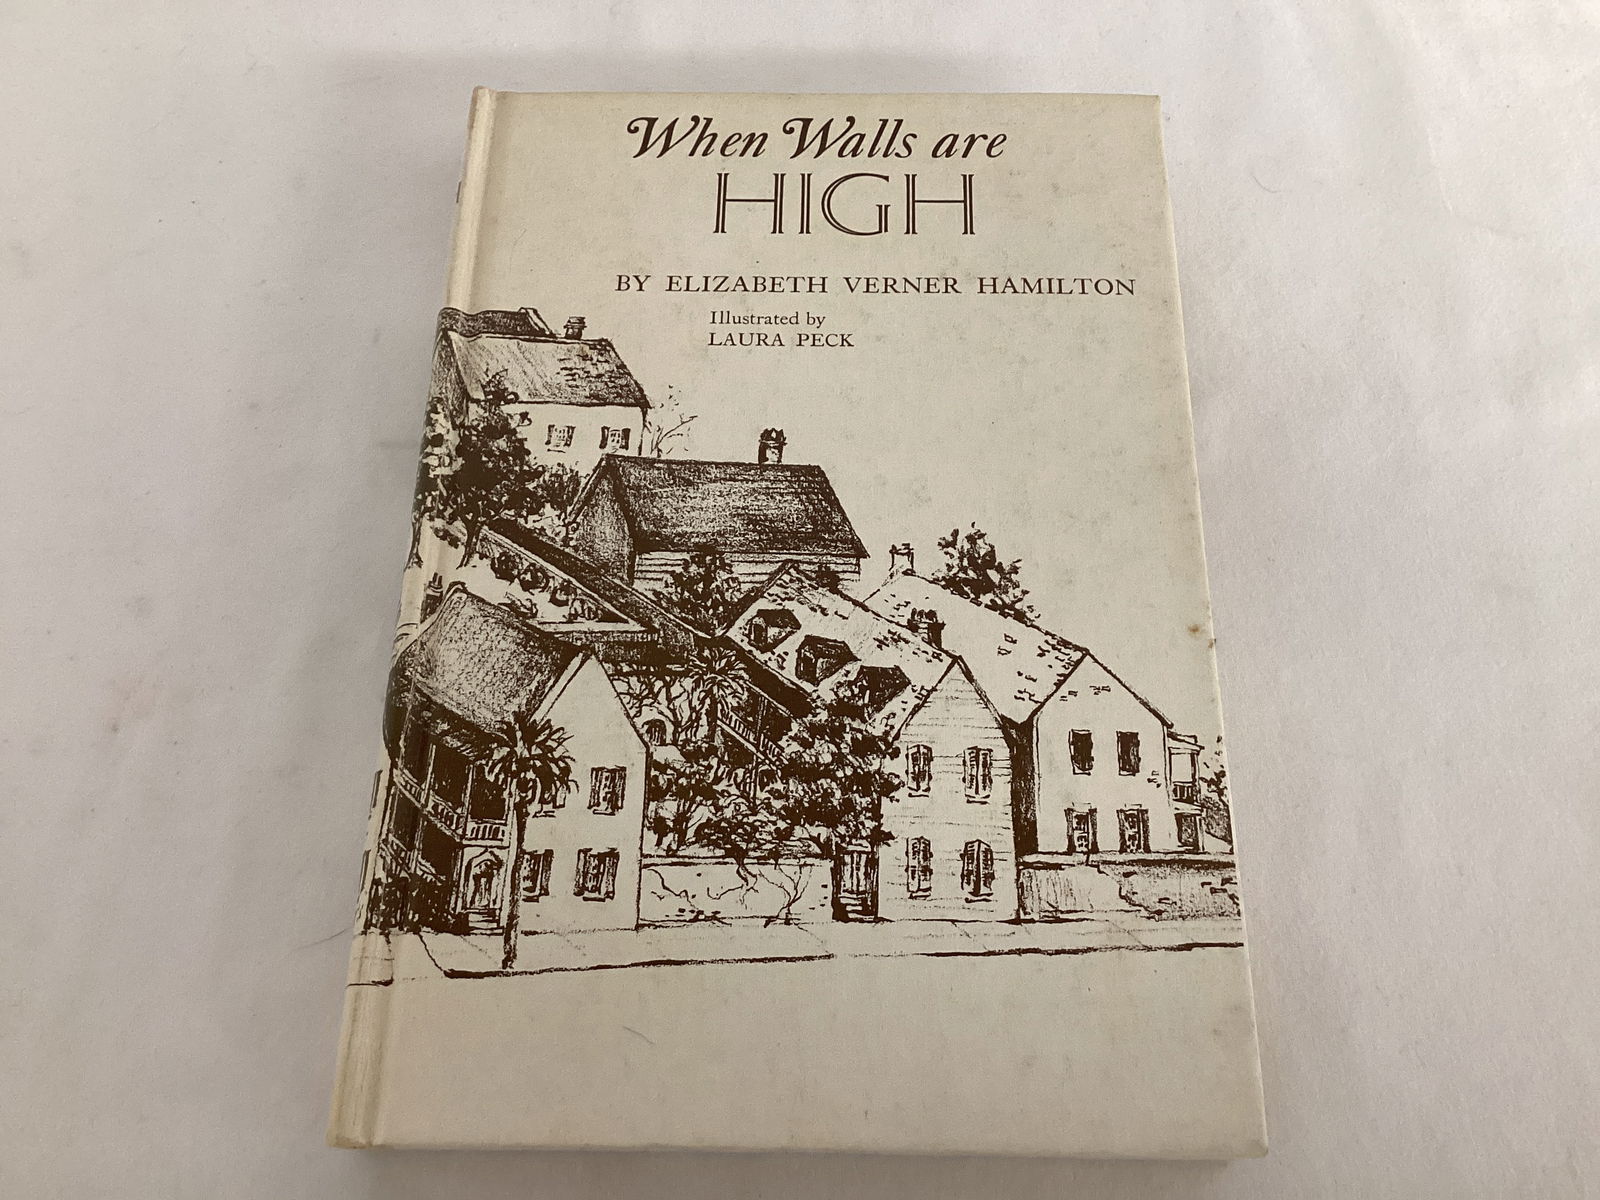 When Walls are
HIGH
BY ELIZABETH VERNER HAMILTON
Illustrated by
LAURA PECK